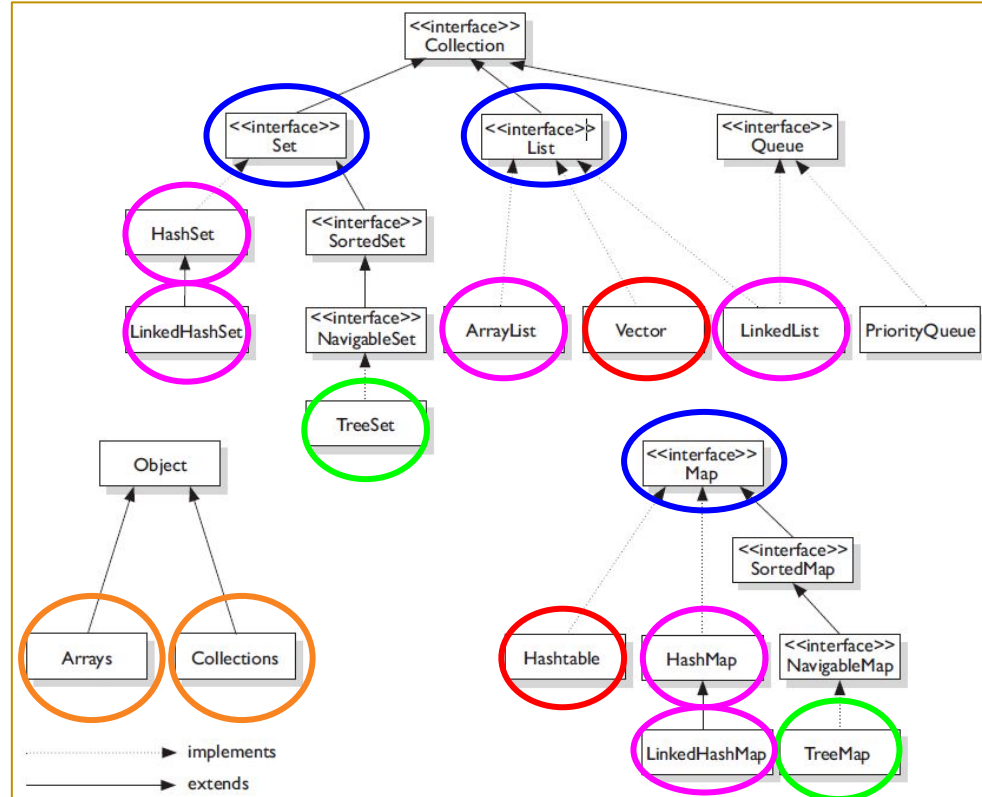 <<interface>>
Collection
<<interface>>
Set
<<interface>>
List
<<interface>>
Queue
HashSet
<<interface>>
SortedSet
LinkedHashSet
<<interface>>
NavigableSet
ArrayList
Vector
LinkedList
PriorityQueue
TreeSet
Object
<<interface>>
Map
<<interface>>
SortedMap
Arrays
Collections
Hashtable
HashMap
<<interface>>
NavigableMap
LinkedHashMap
TreeMap
implements
extends